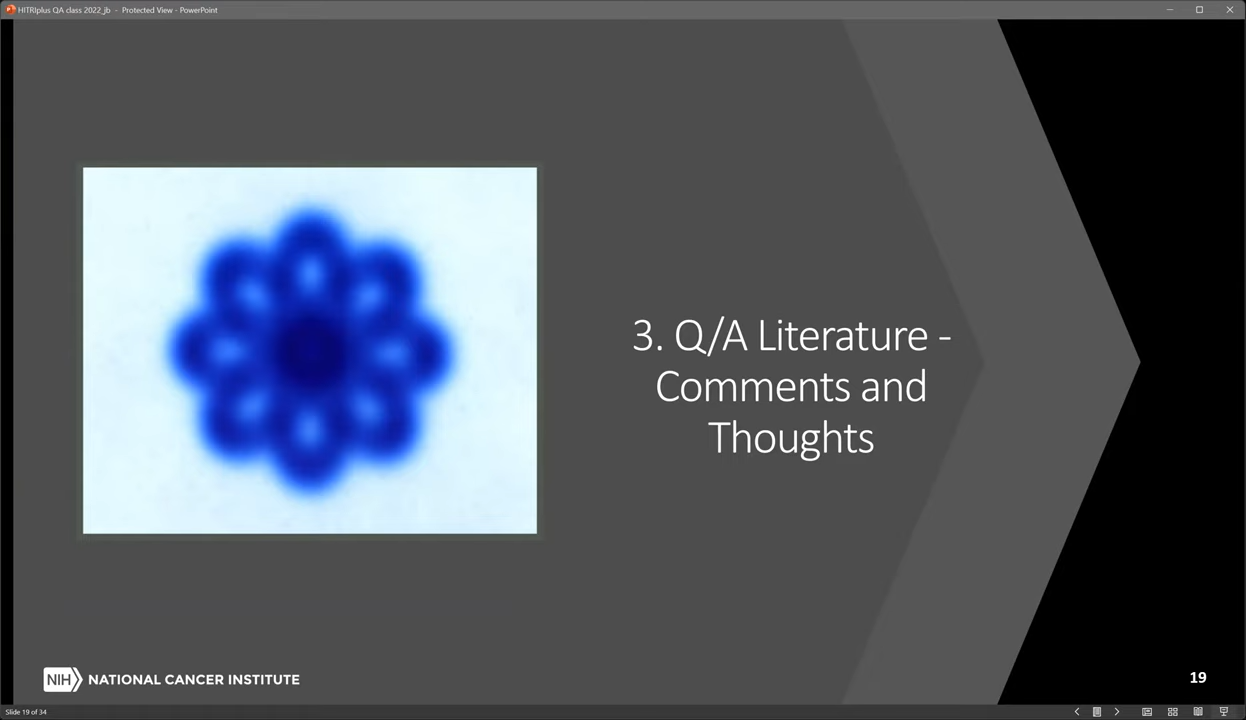 HITRIplus QA class 2022_jb - Protected View - PowerPoint
3. Q/A Literature -
Comments and
Thoughts
NIH NATIONAL CANCER INSTITUTE
19
Slide 19 of 34